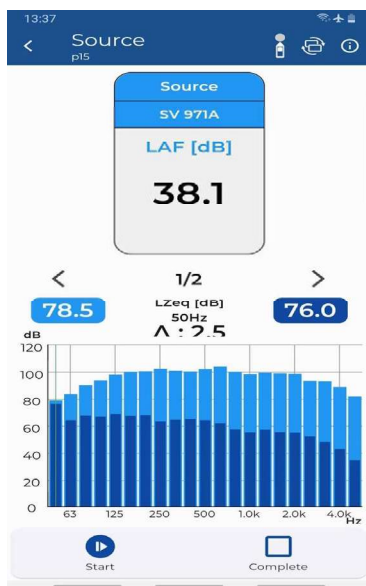 13:37
Source
p15
Source
SV 971A
LAF [dB]
38.1
1/2
78.5
LZeq [dB]
50Hz
Λ : 2.5
76.0
dB
120
100
80
60
40
20
0
63 125 250 500 1.0k 2.0k 4.0k
Hz
Start
Complete